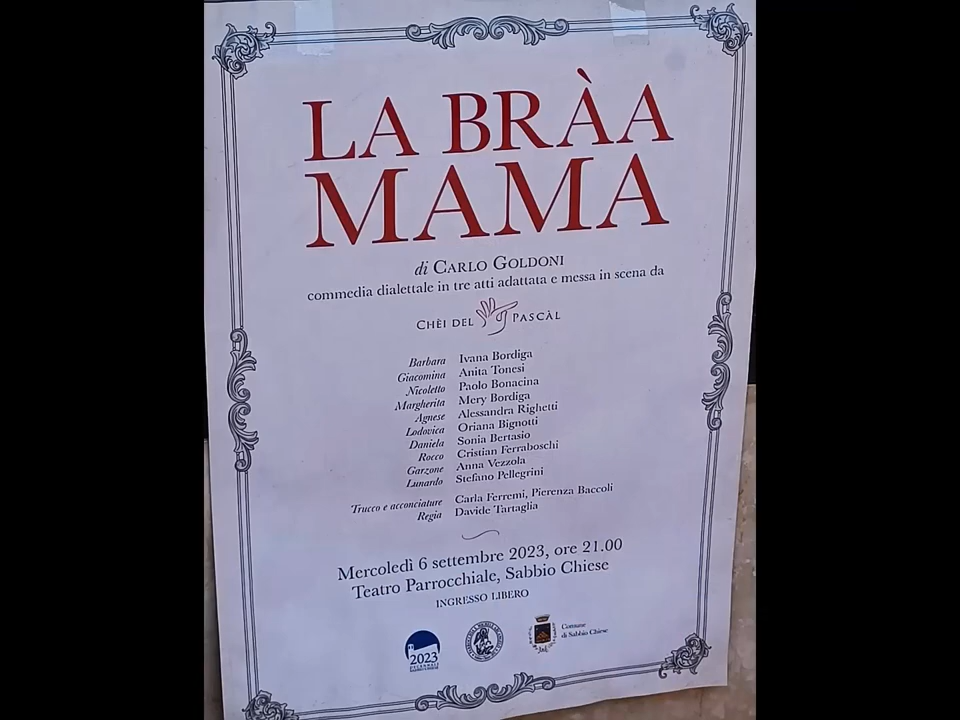 LA BRÀA
MAMA
di CARLO GOLDONI
commedia dialettale in tre atti adattata e messa in scena da
CHÈI DEL PASCÀL
Barbara Ivana Bordiga
Giacomina Anita Tonesi
Nicoletto Paolo Bonacina
Margherita Mery Bordiga
Agnese Alessandra Righetti
Lodovica Oriana Bignotti
Daniela Sonia Bertasio
Rocco Cristian Ferraboschi
Garzone Anna Vezzola
Lunardo Stefano Pellegrini
Trucco e acconciature Carla Ferremi, Pierenza Baccoli
Regia Davide Tartaglia
Mercoledì 6 settembre 2023, ore 21.00
Teatro Parrocchiale, Sabbio Chiese
INGRESSO LIBERO
2023
Comune
di Sabbio Chiese